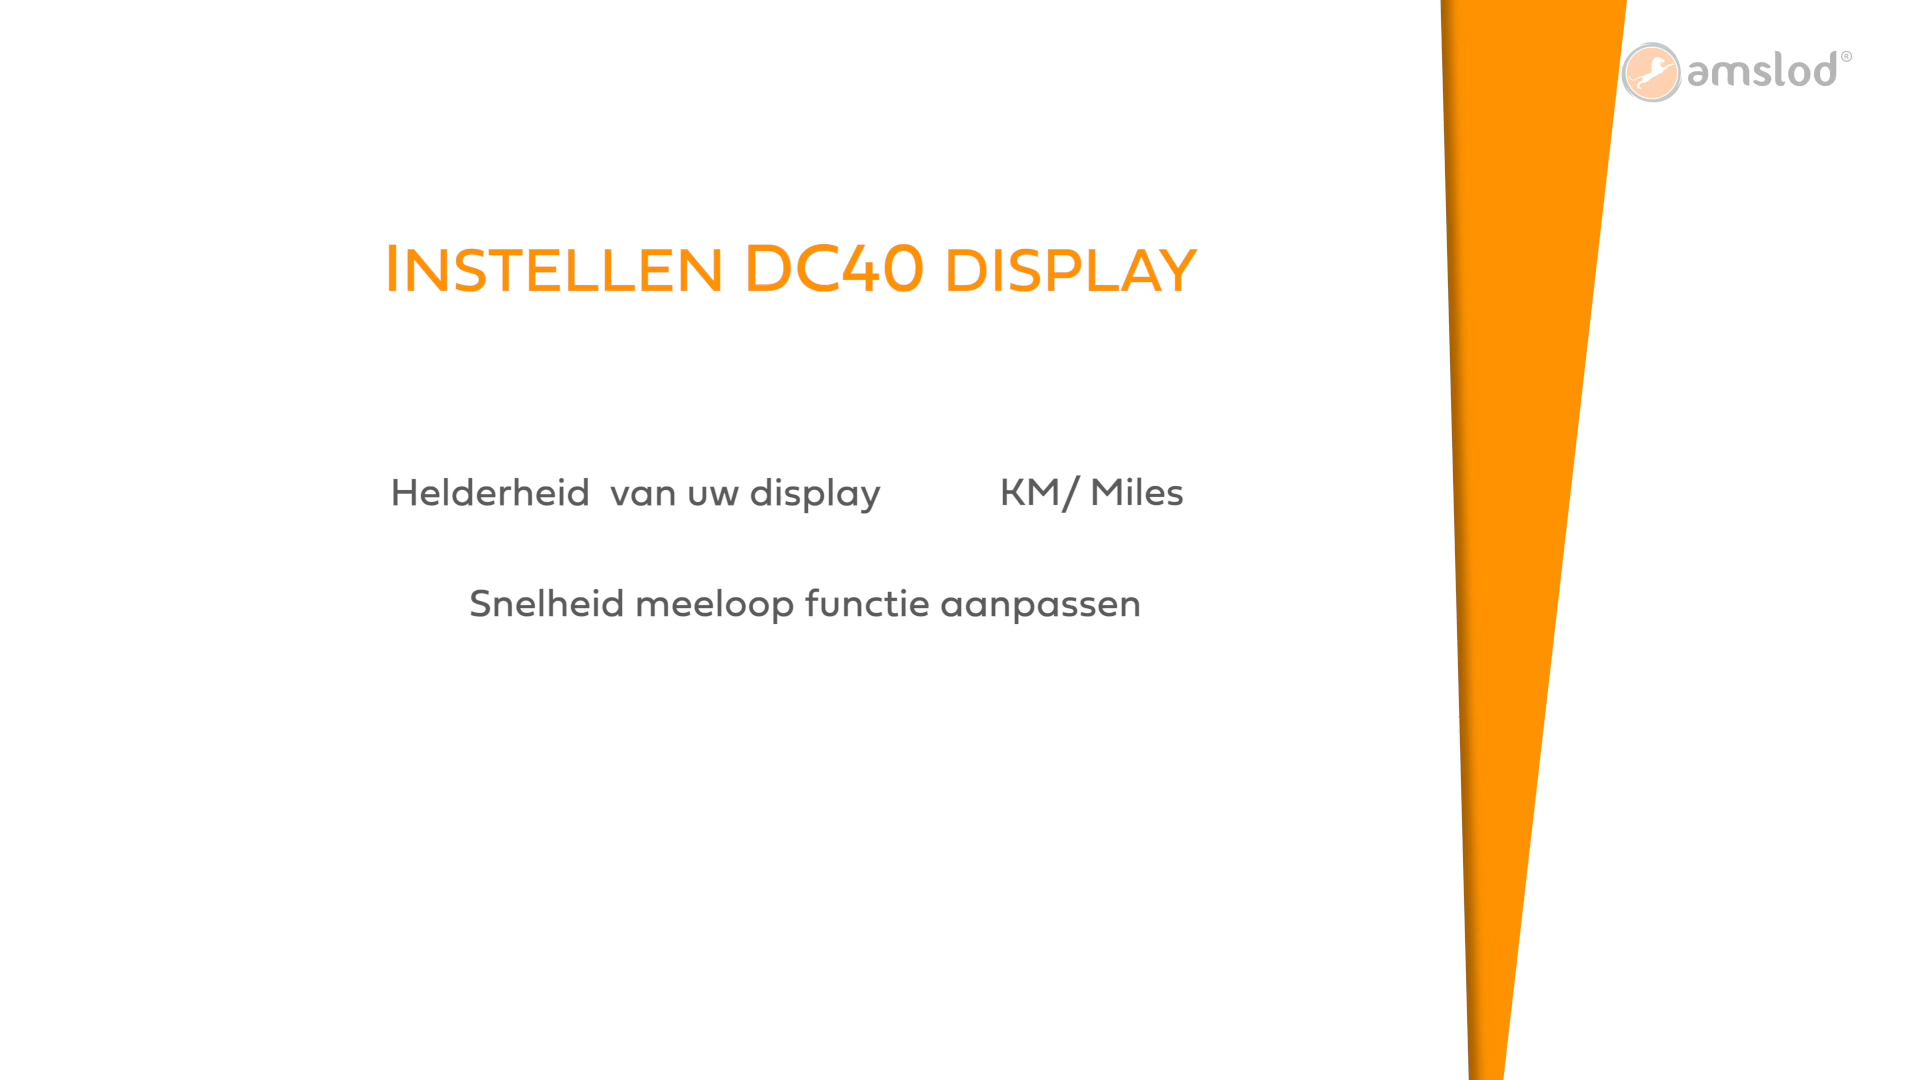 amslod®
INSTELLEN DC40 DISPLAY
Helderheid van uw display KM/ Miles
Snelheid meeloop functie aanpassen